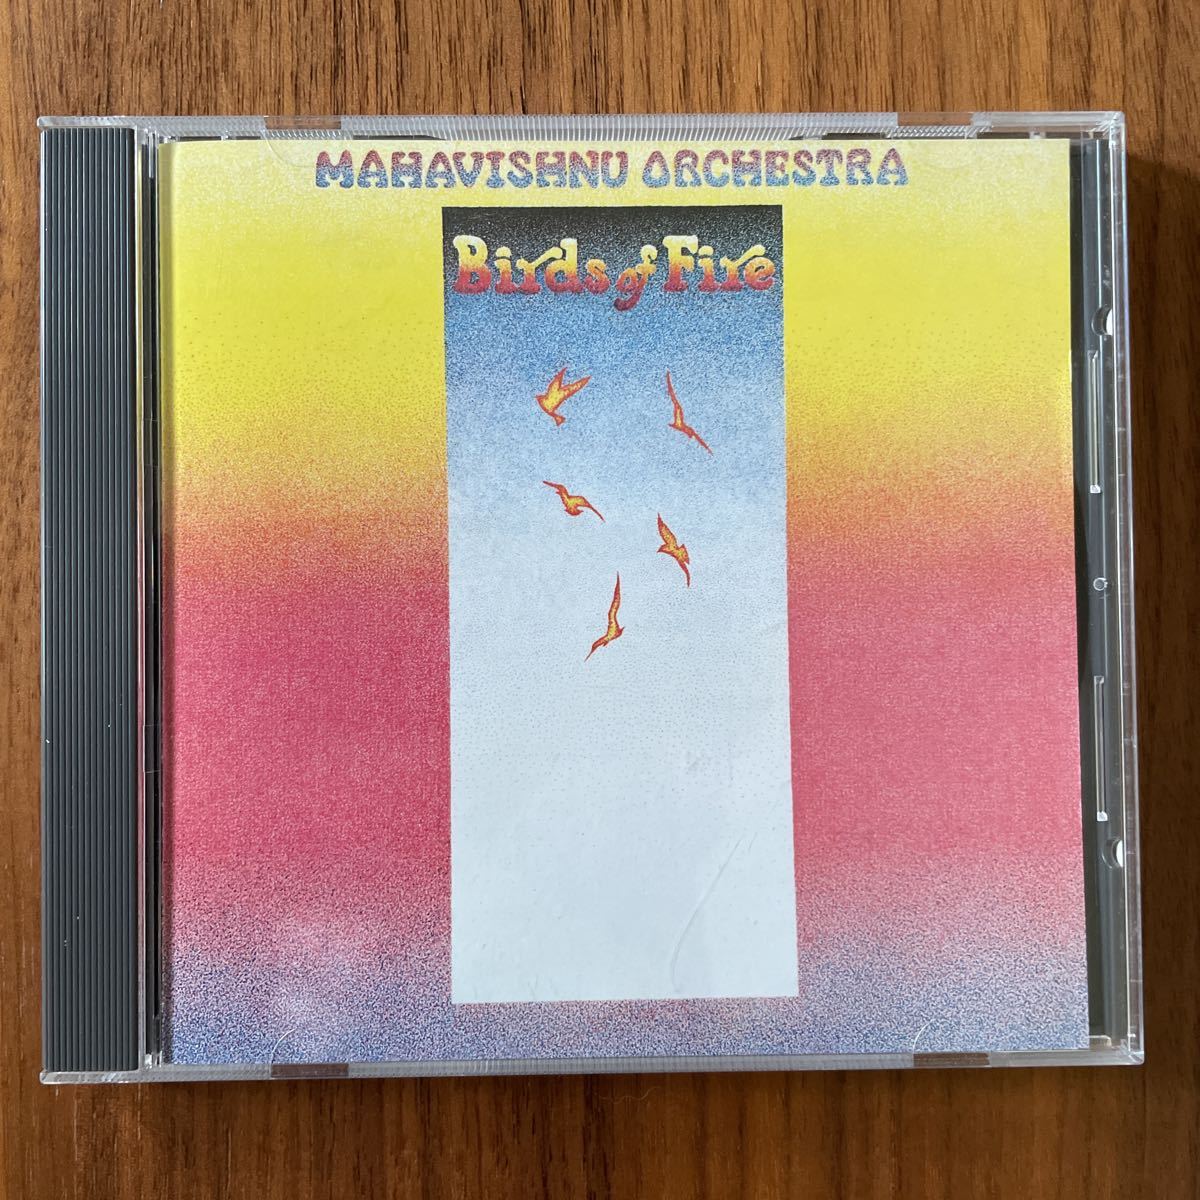 MAHAVISHNU ORCHESTRA
Birds of Fire